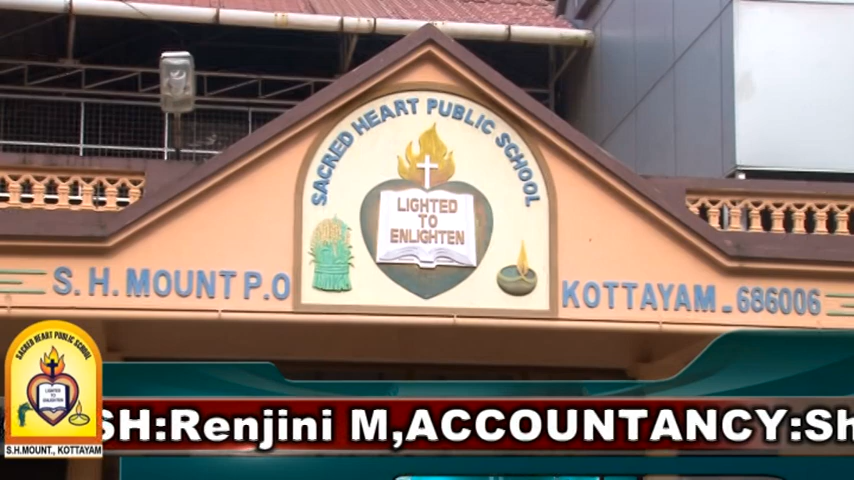 SACRED HEART PUBLIC SCHOOL
LIGHTED
TO
ENLIGHTEN
S.H.MOUNT P.O
KOTTAYAM - 686006
SACRED HEART PUBLIC SCHOOL
LIGHTED
TO
ENLIGHTEN
S.H.MOUNT., KOTTAYAM
SH:Renjini M,ACCOUNTANCY:Sh